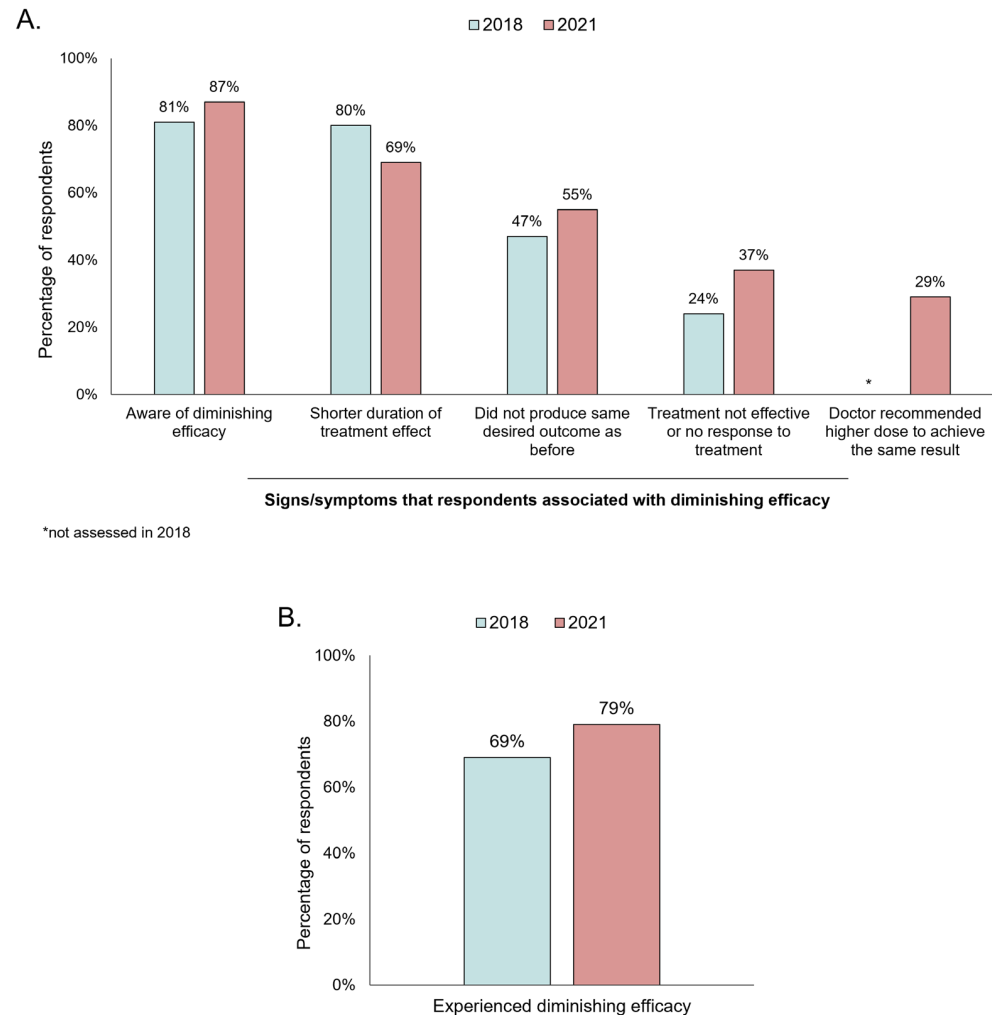 A.
2018 2021
100%
80%
60%
40%
20%
0%
Percentage of respondents
81% 87%
80% 69%
47% 55%
24% 37%
* 29%
Aware of diminishing
efficacy
Shorter duration of
treatment effect
Did not produce same
desired outcome as
before
Treatment not effective
or no response to
treatment
Doctor recommended
higher dose to achieve
the same result
Signs/symptoms that respondents associated with diminishing efficacy
*not assessed in 2018
B.
2018 2021
100%
80%
60%
40%
20%
0%
Percentage of respondents
69% 79%
Experienced diminishing efficacy